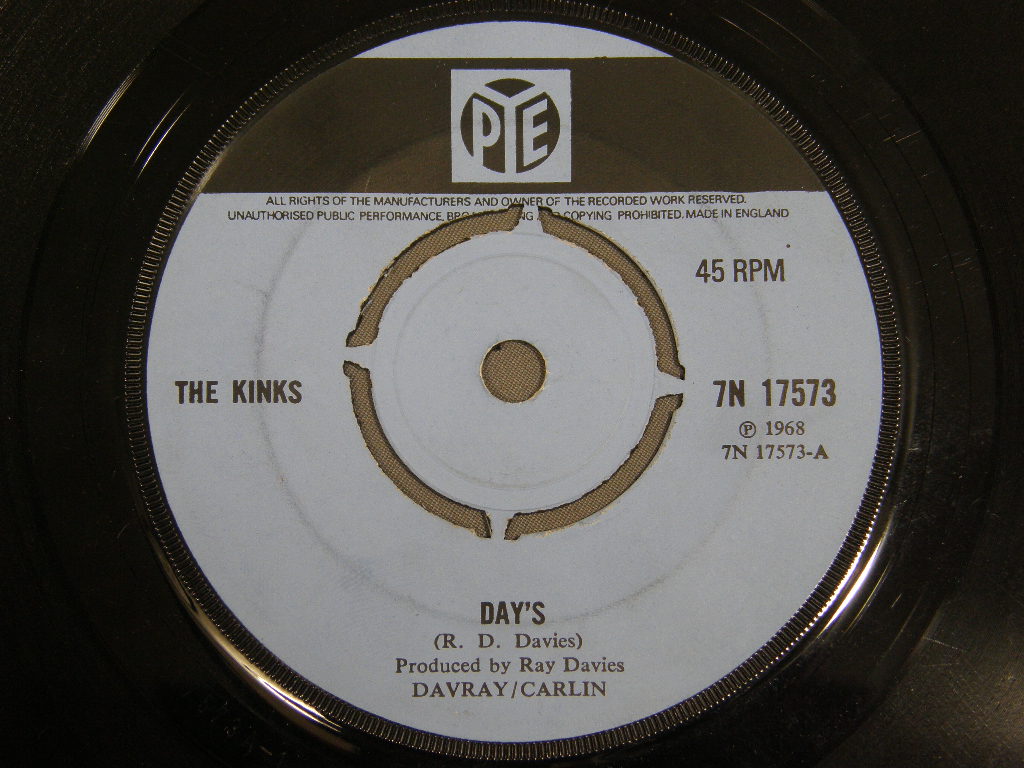 PYE
ALL RIGHTS OF THE MANUFACTURERS AND OWNER OF THE RECORDED WORK RESERVED.
UNAUTHORISED PUBLIC PERFORMANCE, COPYING PROHIBITED. MADE IN ENGLAND
45 RPM
THE KINKS
7N 17573
℗ 1968
7N 17573-A
DAY'S
(R. D. Davies)
Produced by Ray Davies
DAVRAY/CARLIN